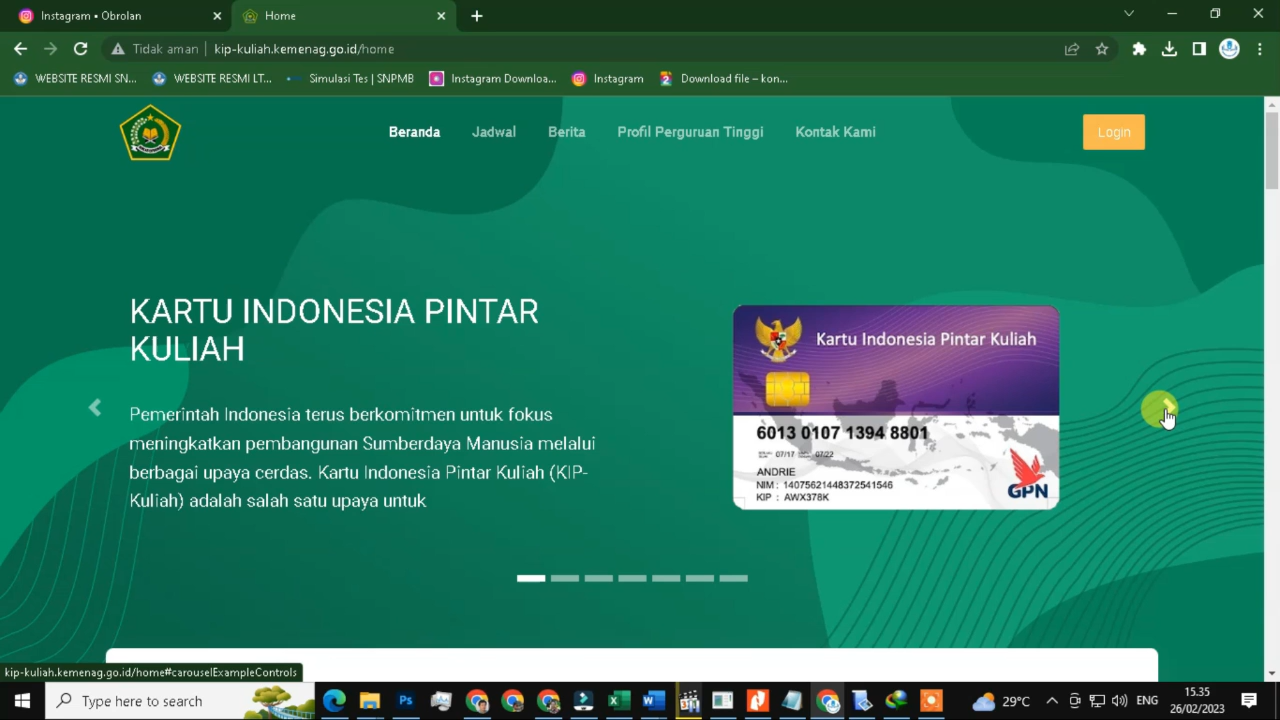 Instagram • Obrolan
Home
Tidak aman
kip-kuliah.kemenag.go.id/home
WEBSITE RESMI SN...
WEBSITE RESMI LT...
Simulasi Tes | SNPMB
Instagram Downloa...
Instagram
Download file – kon...
Beranda
Jadwal
Berita
Profil Perguruan Tinggi
Kontak Kami
Login
KARTU INDONESIA PINTAR
KULIAH
Pemerintah Indonesia terus berkomitmen untuk fokus
meningkatkan pembangunan Sumberdaya Manusia melalui
berbagai upaya cerdas. Kartu Indonesia Pintar Kuliah (KIP-
Kuliah) adalah salah satu upaya untuk
Kartu Indonesia Pintar Kuliah
6013 0107 1394 8801
07/17 07/22
ANDRIE
NIM : 14075621448372541546
KIP : AWX378K
GPN
kip-kuliah.kemenag.go.id/home#carouselExampleControls
Type here to search
29°C
ENG
15.35
26/02/2023